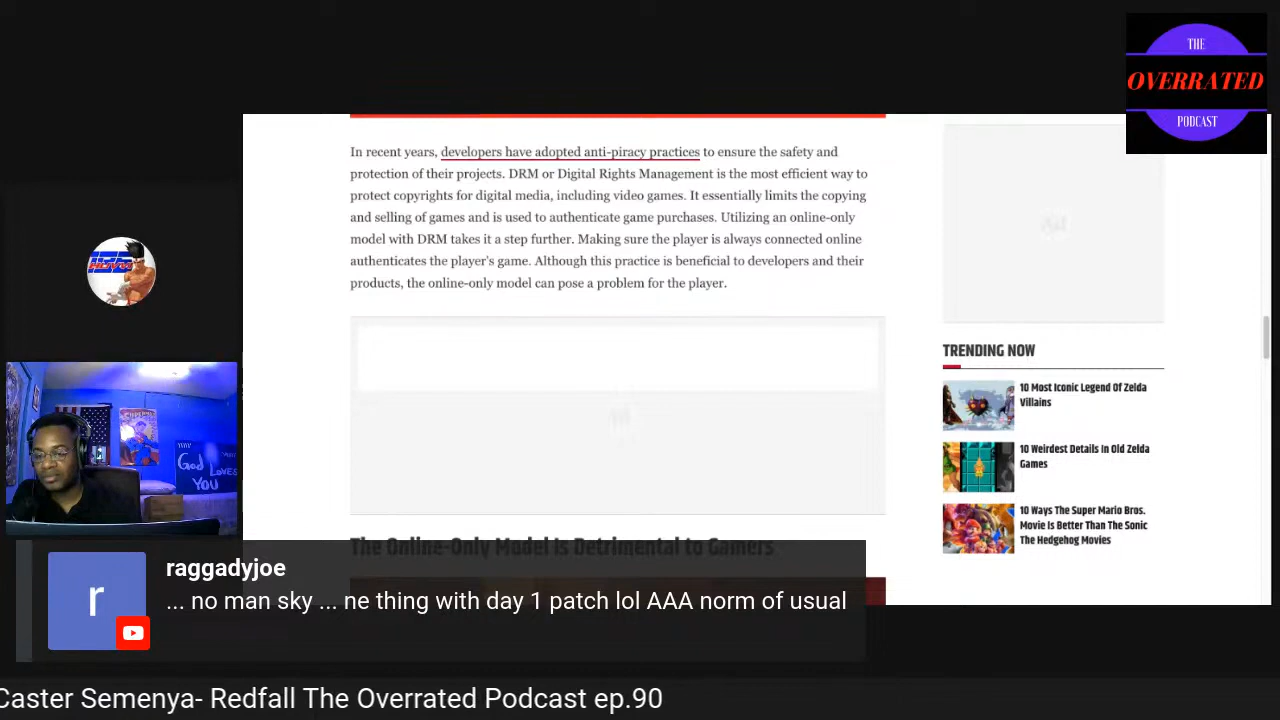 THE
OVERRATED
PODCAST
In recent years, developers have adopted anti-piracy practices to ensure the safety and
protection of their projects. DRM or Digital Rights Management is the most efficient way to
protect copyrights for digital media, including video games. It essentially limits the copying
and selling of games and is used to authenticate game purchases. Utilizing an online-only
model with DRM takes it a step further. Making sure the player is always connected online
authenticates the player's game. Although this practice is beneficial to developers and their
products, the online-only model can pose a problem for the player.
Ad
TRENDING NOW
10 Most Iconic Legend Of Zelda
Villains
10 Weirdest Details In Old Zelda
Games
10 Ways The Super Mario Bros.
Movie Is Better Than The Sonic
The Hedgehog Movies
God LOVES
YOU
The Online-Only Model Is Detrimental to Gamers
r
raggadyjoe
... no man sky ... ne thing with day 1 patch lol AAA norm of usual
Caster Semenya- Redfall The Overrated Podcast ep.90